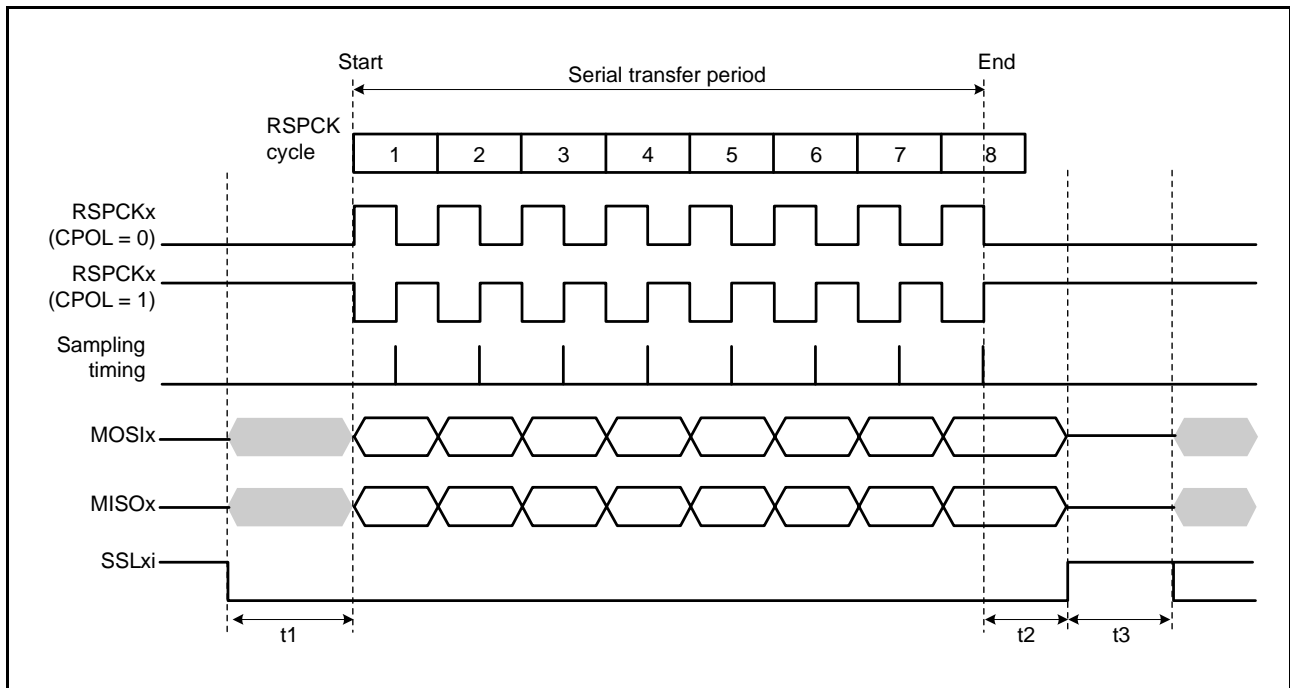 Start
End
Serial transfer period
RSPCK
cycle
1 2 3 4 5 6 7 8
RSPCKx
(CPOL = 0)
RSPCKx
(CPOL = 1)
Sampling
timing
MOSIx
MISOx
SSLxi
t1
t2
t3